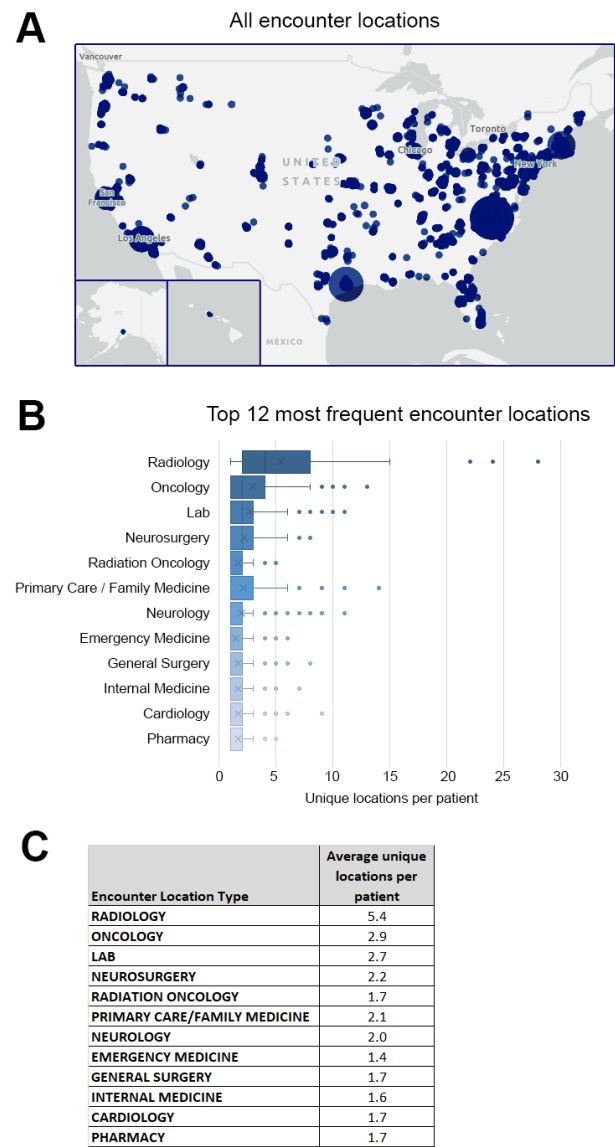 A
All encounter locations
Vancouver
Toronto
Chicago
New York
UNITED
STATES
San
Francisco
Los Angeles
MÉXICO
B
Top 12 most frequent encounter locations
Radiology
Oncology
Lab
Neurosurgery
Radiation Oncology
Primary Care / Family Medicine
Neurology
Emergency Medicine
General Surgery
Internal Medicine
Cardiology
Pharmacy
0 5 10 15 20 25 30
Unique locations per patient
C
Encounter Location Type
Average unique
locations per
patient
RADIOLOGY 5.4
ONCOLOGY 2.9
LAB 2.7
NEUROSURGERY 2.2
RADIATION ONCOLOGY 1.7
PRIMARY CARE/FAMILY MEDICINE 2.1
NEUROLOGY 2.0
EMERGENCY MEDICINE 1.4
GENERAL SURGERY 1.7
INTERNAL MEDICINE 1.6
CARDIOLOGY 1.7
PHARMACY 1.7